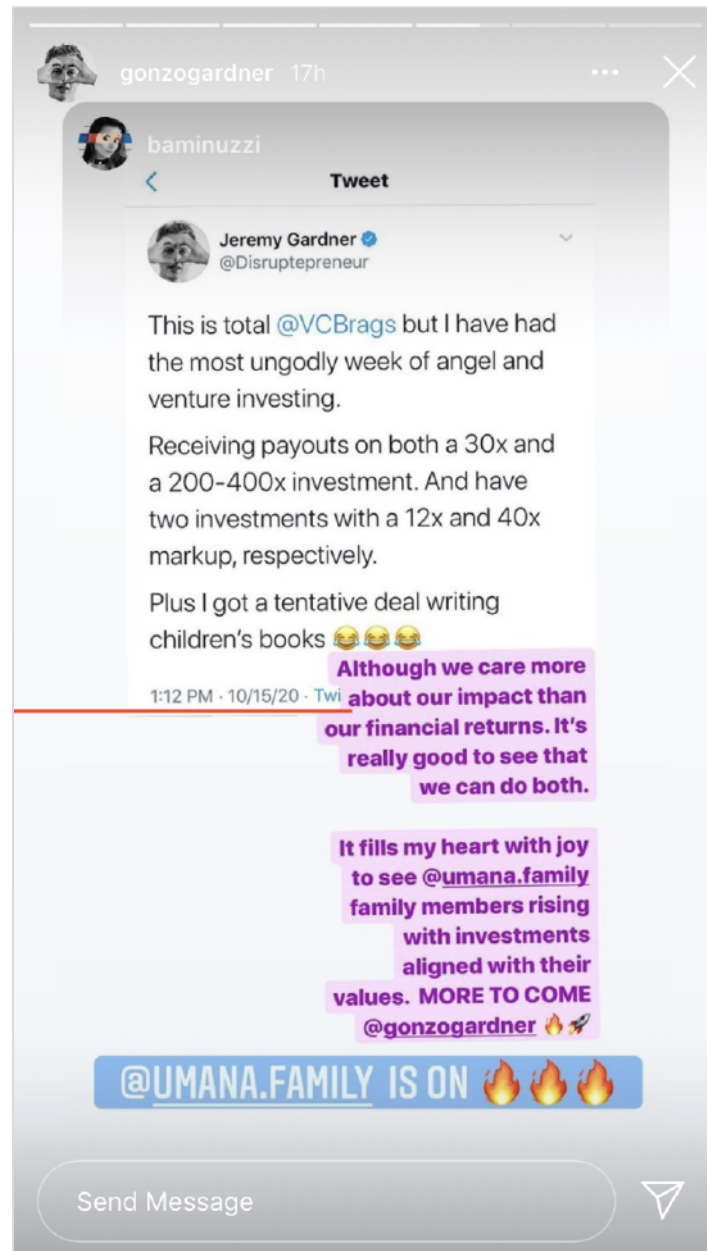 gonzogardner 17h
baminuzzi
Tweet
Jeremy Gardner
@Disruptepreneur
This is total @VCBrags but I have had
the most ungodly week of angel and
venture investing.
Receiving payouts on both a 30x and
a 200-400x investment. And have
two investments with a 12x and 40x
markup, respectively.
Plus I got a tentative deal writing
children's books 😂😂😂
1:12 PM · 10/15/20 · Twi
Although we care more
about our impact than
our financial returns. It's
really good to see that
we can do both.
It fills my heart with joy
to see @umana.family
family members rising
with investments
aligned with their
values. MORE TO COME
@gonzogardner 🔥🚀
@UMANA.FAMILY IS ON 🔥🔥🔥
Send Message